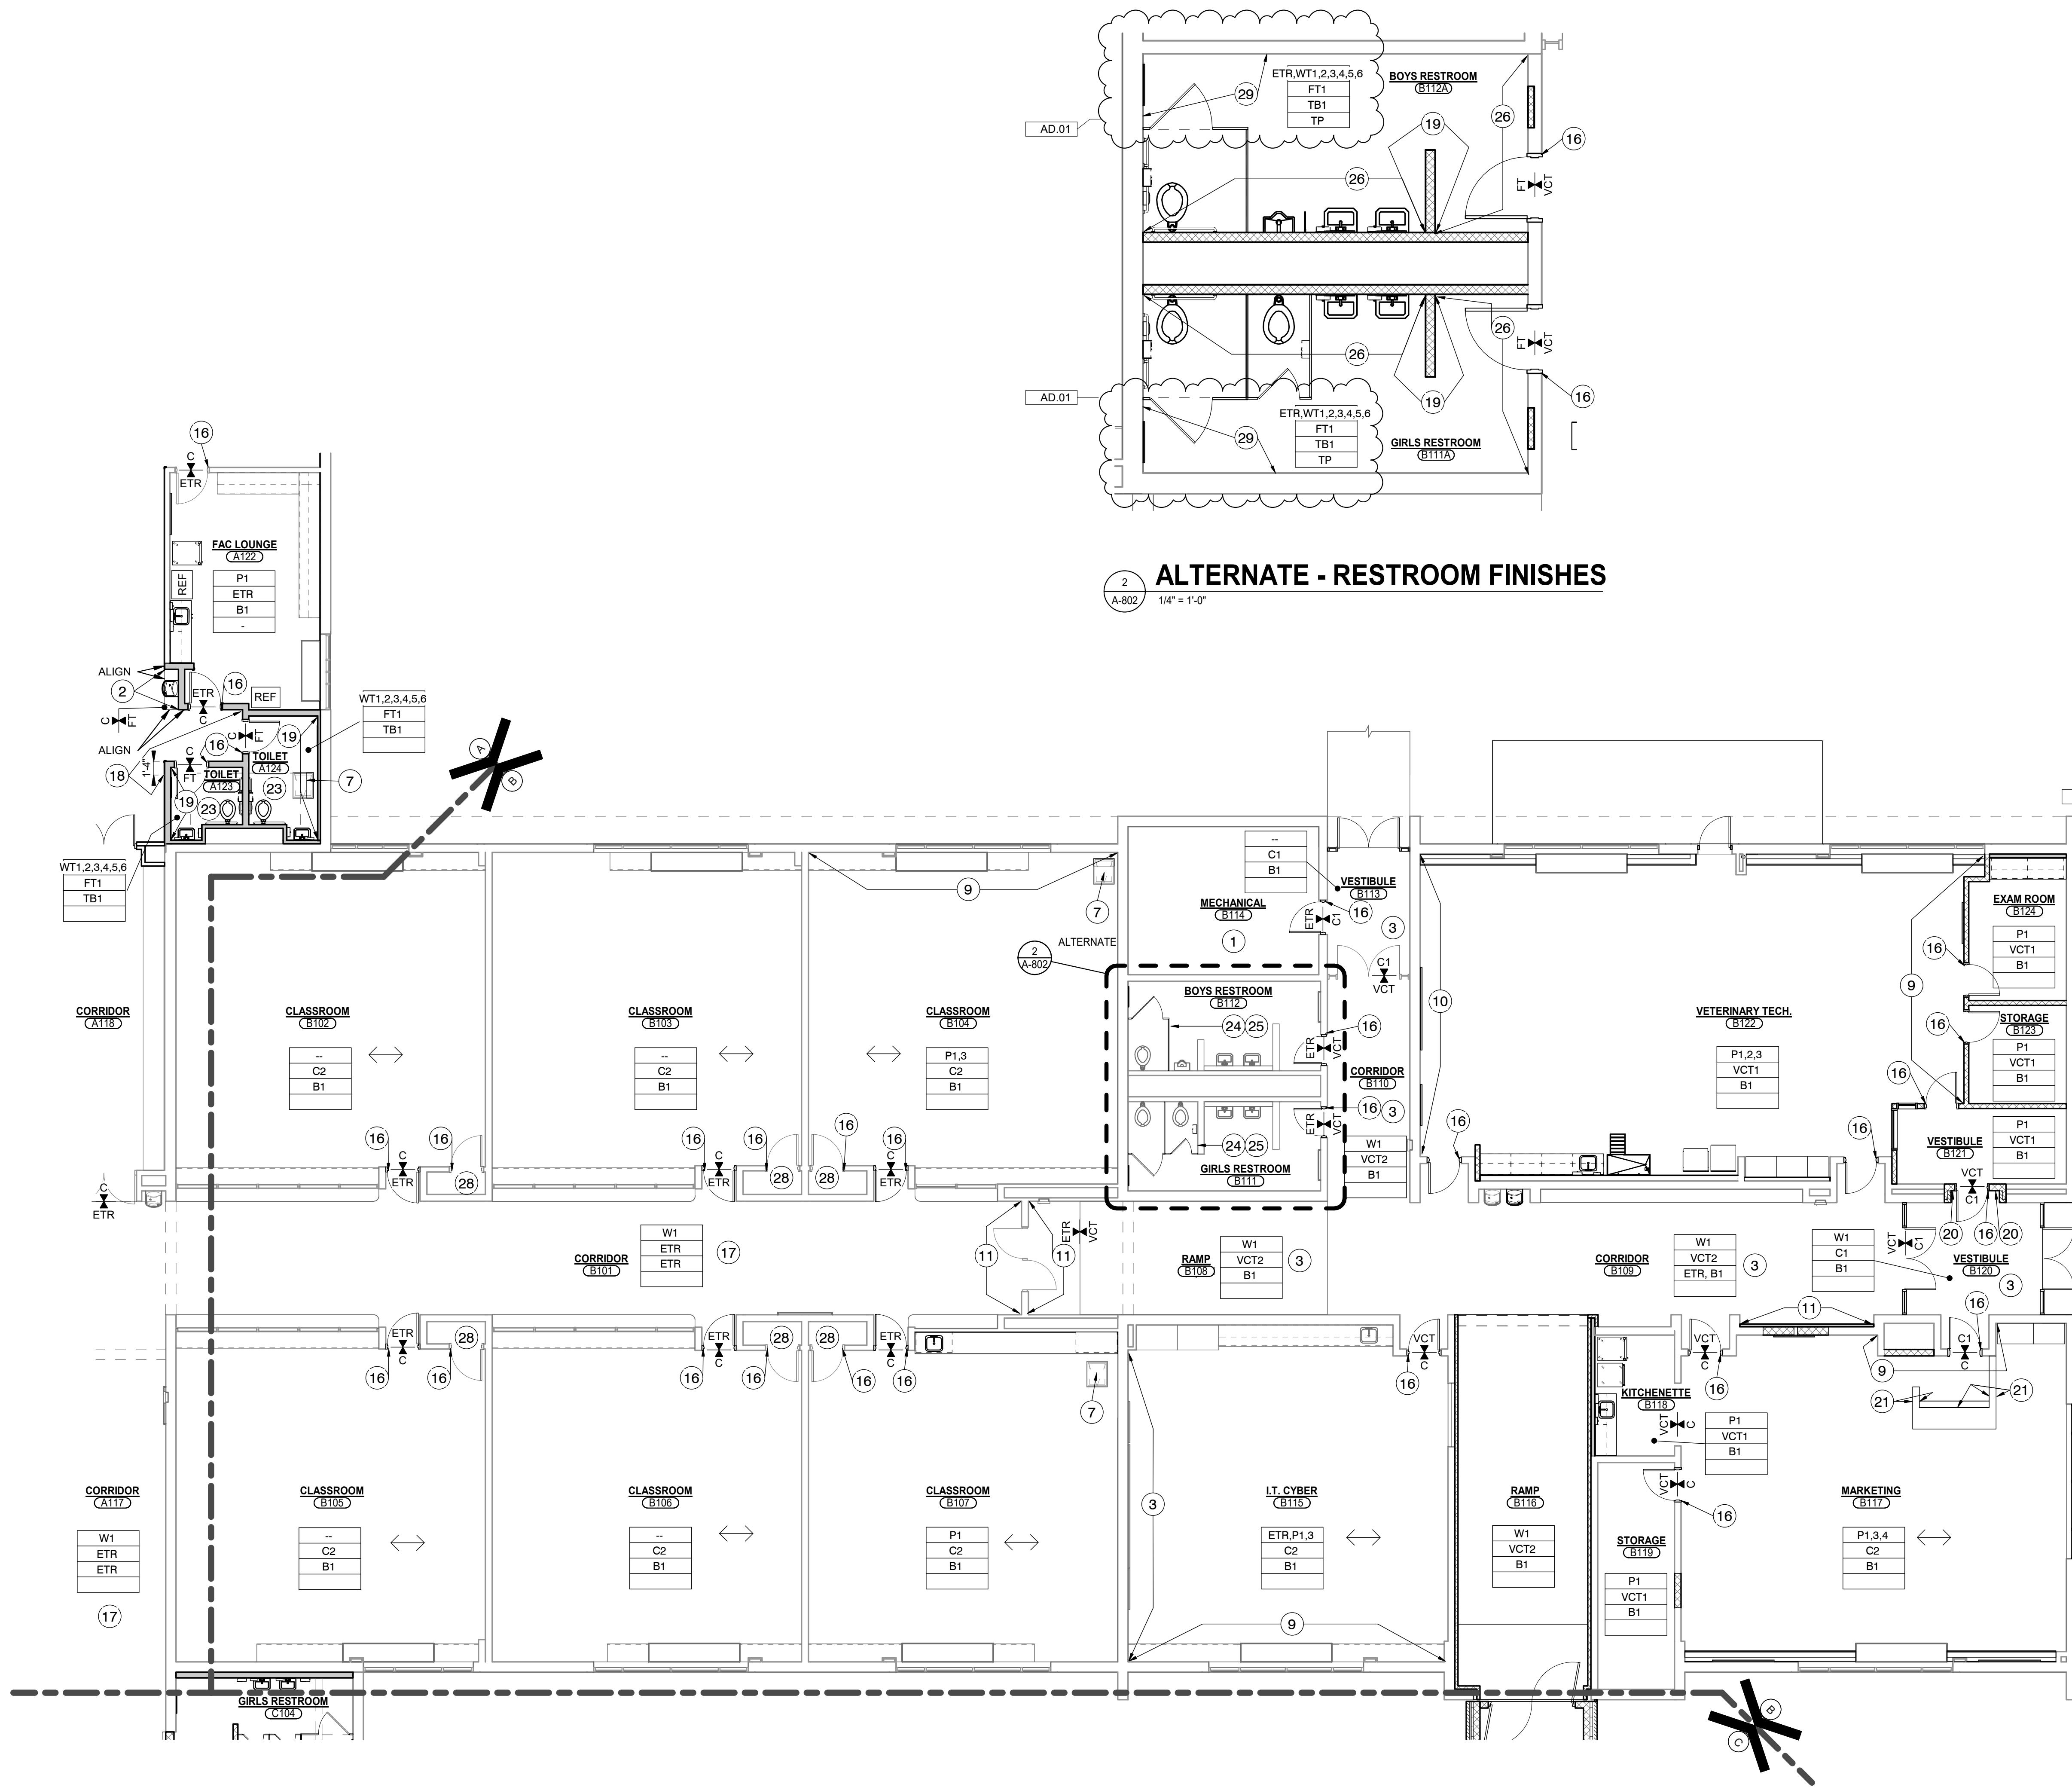 ETR,WT1,2,3,4,5,6
FT1
TB1
TP
BOYS RESTROOM
B112A
29
26
19
16
AD.01
26
FT
VCT
26
FT
VCT
26
19
16
AD.01
ETR,WT1,2,3,4,5,6
FT1
TB1
TP
29
GIRLS RESTROOM
B111A
2
A-802
ALTERNATE - RESTROOM FINISHES
1/4" = 1'-0"
16
C
ETR
FAC LOUNGE
A122
REF
P1
ETR
B1
-
ALIGN
2
ETR
C
16
REF
C
FT
WT1,2,3,4,5,6
FT1
TB1
ALIGN
C
FT
19
16
C
FT
1'-4"
18
TOILET
A124
TOILET
A123
7
19
23
23
A
B
WT1,2,3,4,5,6
FT1
TB1
9
7
--
C1
B1
VESTIBULE
B113
MECHANICAL
B114
1
ETR
C1
16
3
2
A-802
ALTERNATE
C1
VCT
EXAM ROOM
B124
P1
VCT1
B1
16
9
10
CORRIDOR
A118
CLASSROOM
B102
--
C2
B1
CLASSROOM
B103
--
C2
B1
CLASSROOM
B104
P1,3
C2
B1
BOYS RESTROOM
B112
24
25
16
ETR
VCT
CORRIDOR
B110
16
3
ETR
VCT
24
25
GIRLS RESTROOM
B111
W1
VCT2
B1
VETERINARY TECH.
B122
P1,2,3
VCT1
B1
STORAGE
B123
P1
VCT1
B1
16
16
16
16
VESTIBULE
B121
P1
VCT1
B1
VCT
C1
20
16
20
16
16
C
ETR
28
16
16
C
ETR
28
28
16
16
C
ETR
C
ETR
CORRIDOR
B101
W1
ETR
ETR
17
11
11
ETR
VCT
RAMP
B108
W1
VCT2
B1
3
CORRIDOR
B109
W1
VCT2
ETR, B1
3
W1
C1
B1
VCT
C1
VESTIBULE
B120
3
16
11
ETR
C
28
16
16
ETR
C
28
28
16
16
ETR
C
16
16
7
VCT
C
16
VCT
C
16
C1
C
9
21
21
KITCHENETTE
B118
VCT
C
P1
VCT1
B1
VCT
C
16
3
CORRIDOR
A117
W1
ETR
ETR
17
CLASSROOM
B105
--
C2
B1
CLASSROOM
B106
--
C2
B1
CLASSROOM
B107
P1
C2
B1
I.T. CYBER
B115
ETR,P1,3
C2
B1
9
RAMP
B116
W1
VCT2
B1
STORAGE
B119
P1
VCT1
B1
MARKETING
B117
P1,3,4
C2
B1
GIRLS RESTROOM
C104
B
C